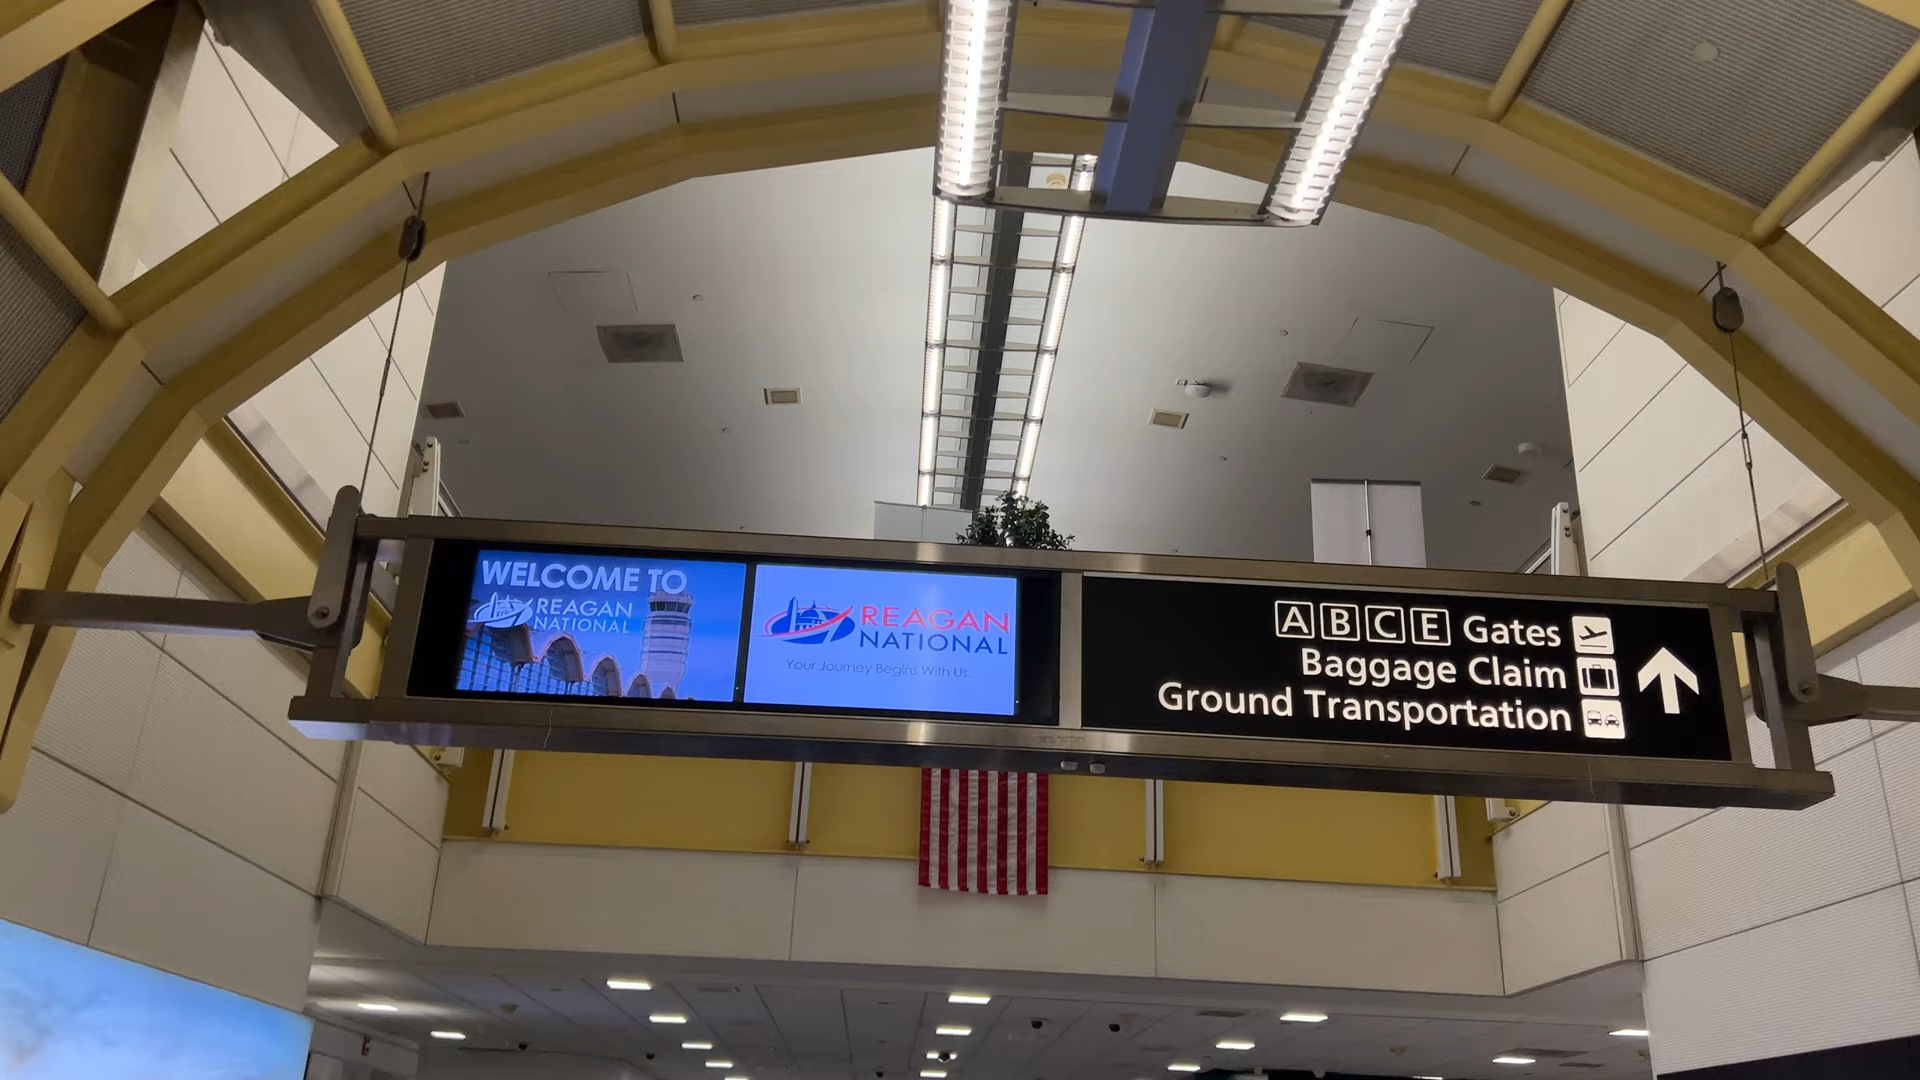 WELCOME TO
REAGAN
NATIONAL
REAGAN
NATIONAL
Your Journey Begins With Us.
A B C E Gates
Baggage Claim
Ground Transportation